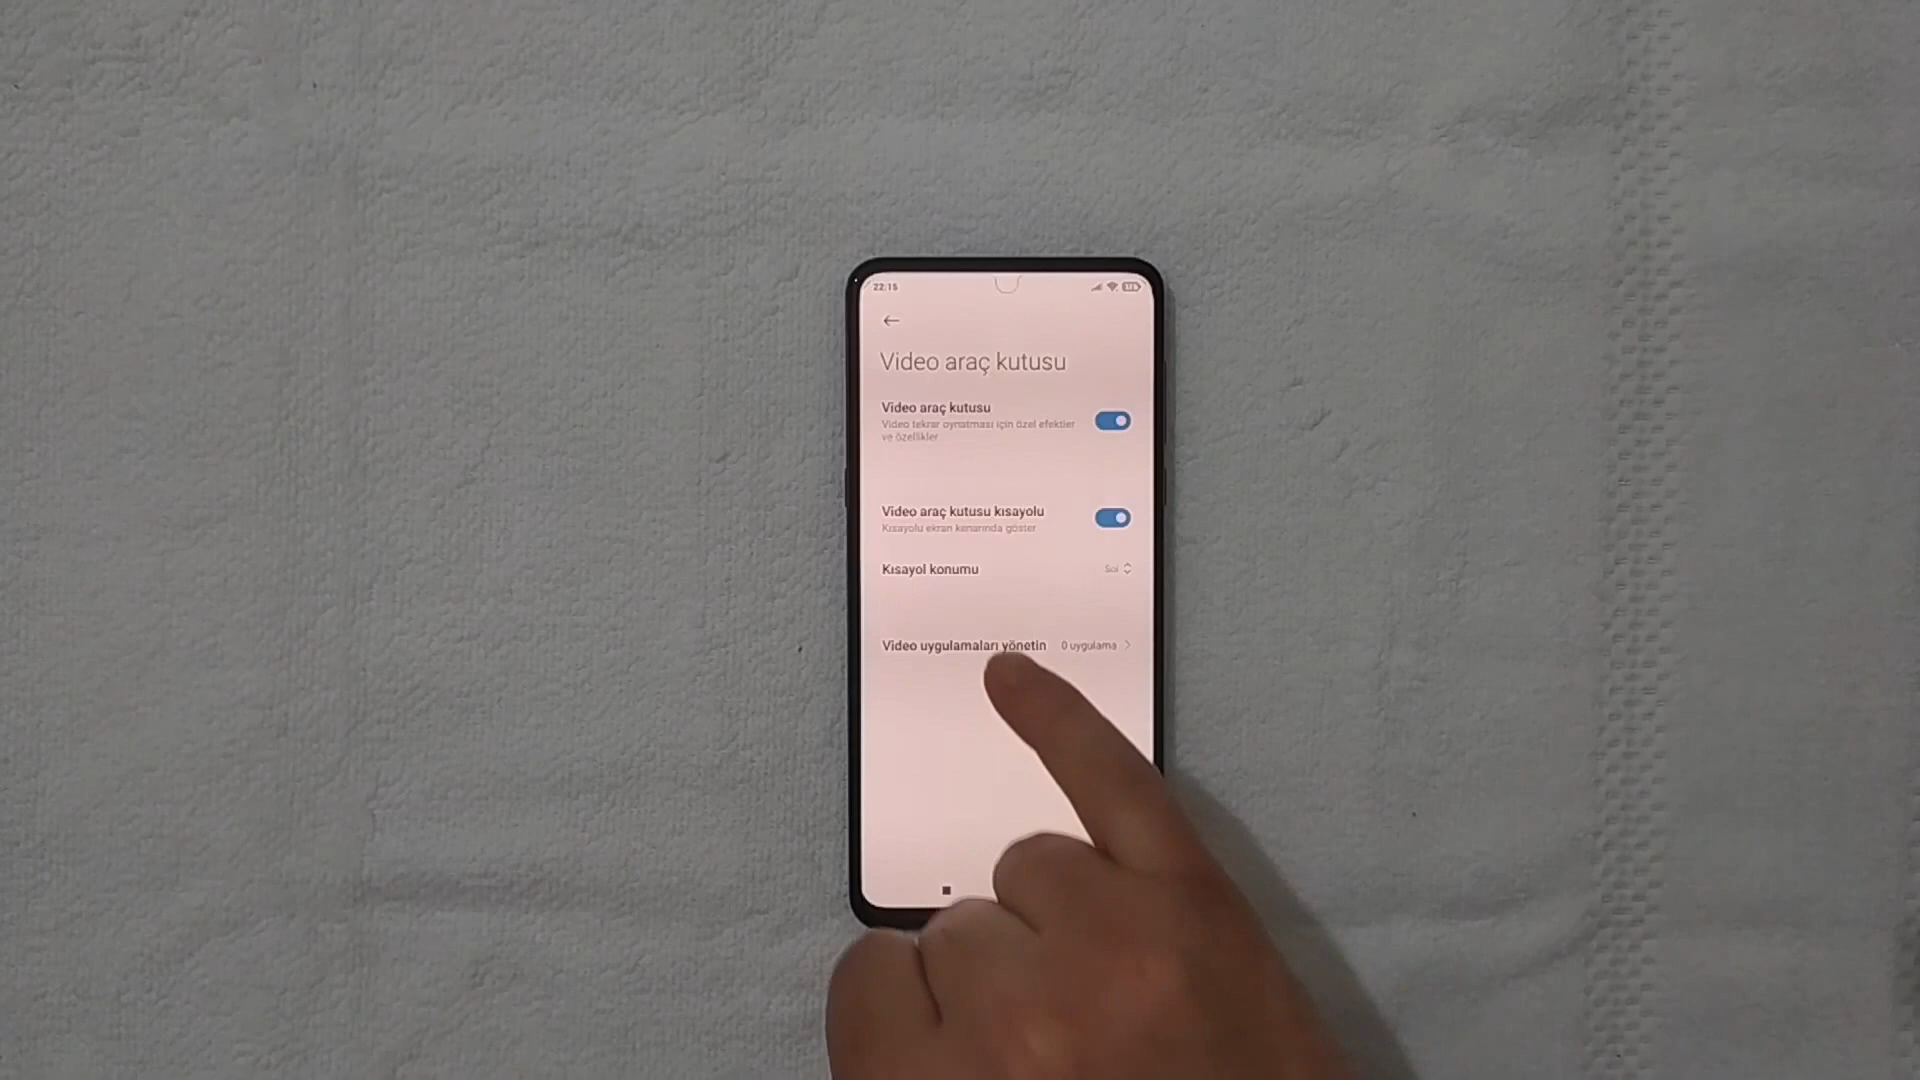 22:15
Video araç kutusu
Video araç kutusu
Video tekrar oynatması için özel efektler
ve özellikler
Video araç kutusu kısayolu
Kısayolu ekran kenarında göster
Kısayol konumu Sol
Video uygulamaları yönetin 0 uygulama